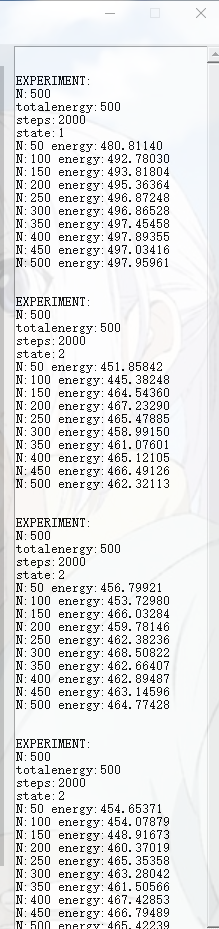 EXPERIMENT:
N:500
totalenergy:500
steps:2000
state:1
N:50 energy:480.81140
N:100 energy:492.78030
N:150 energy:493.81804
N:200 energy:495.36364
N:250 energy:496.87248
N:300 energy:496.86528
N:350 energy:497.45458
N:400 energy:497.89355
N:450 energy:497.03416
N:500 energy:497.95961
EXPERIMENT:
N:500
totalenergy:500
steps:2000
state:2
N:50 energy:451.85842
N:100 energy:445.38248
N:150 energy:464.54360
N:200 energy:467.23290
N:250 energy:465.47885
N:300 energy:458.99150
N:350 energy:461.07601
N:400 energy:465.12105
N:450 energy:466.49126
N:500 energy:462.32113
EXPERIMENT:
N:500
totalenergy:500
steps:2000
state:2
N:50 energy:456.79921
N:100 energy:453.72980
N:150 energy:466.03284
N:200 energy:459.78146
N:250 energy:462.38236
N:300 energy:468.50822
N:350 energy:462.66407
N:400 energy:462.89487
N:450 energy:463.14596
N:500 energy:464.77428
EXPERIMENT:
N:500
totalenergy:500
steps:2000
state:2
N:50 energy:454.65371
N:100 energy:454.07879
N:150 energy:448.91673
N:200 energy:460.37019
N:250 energy:465.35358
N:300 energy:463.28042
N:350 energy:461.50566
N:400 energy:467.42853
N:450 energy:466.79489
N:500 energy:465.42239